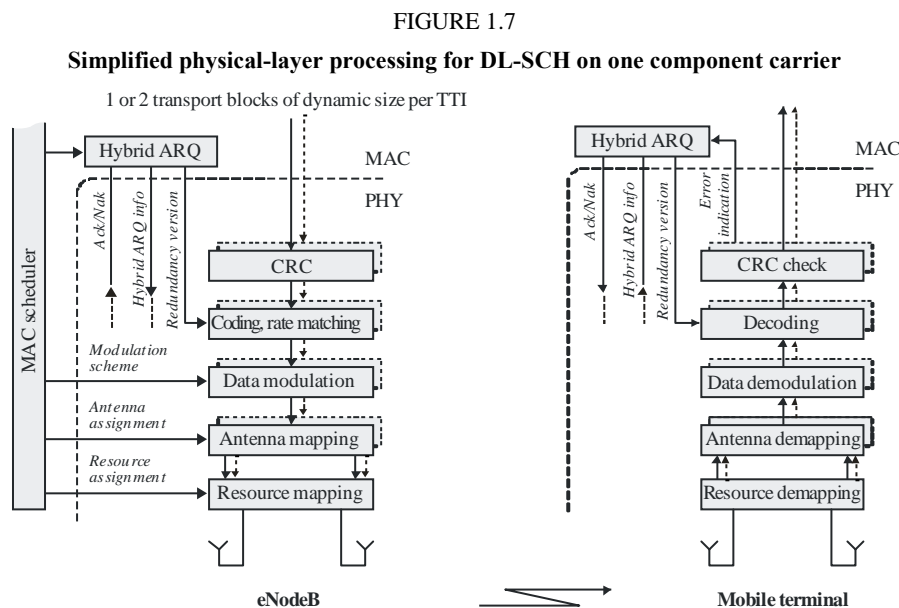 FIGURE 1.7
Simplified physical-layer processing for DL-SCH on one component carrier
1 or 2 transport blocks of dynamic size per TTI
MAC scheduler
Hybrid ARQ
MAC
PHY
Ack/Nak
Hybrid ARQ info
Redundancy version
CRC
Coding, rate matching
Modulation
scheme
Data modulation
Antenna
assignment
Antenna mapping
Resource
assignment
Resource mapping
eNodeB
Hybrid ARQ
MAC
PHY
Ack/Nak
Hybrid ARQ info
Redundancy version
Error
indication
CRC check
Decoding
Data demodulation
Antenna demapping
Resource demapping
Mobile terminal